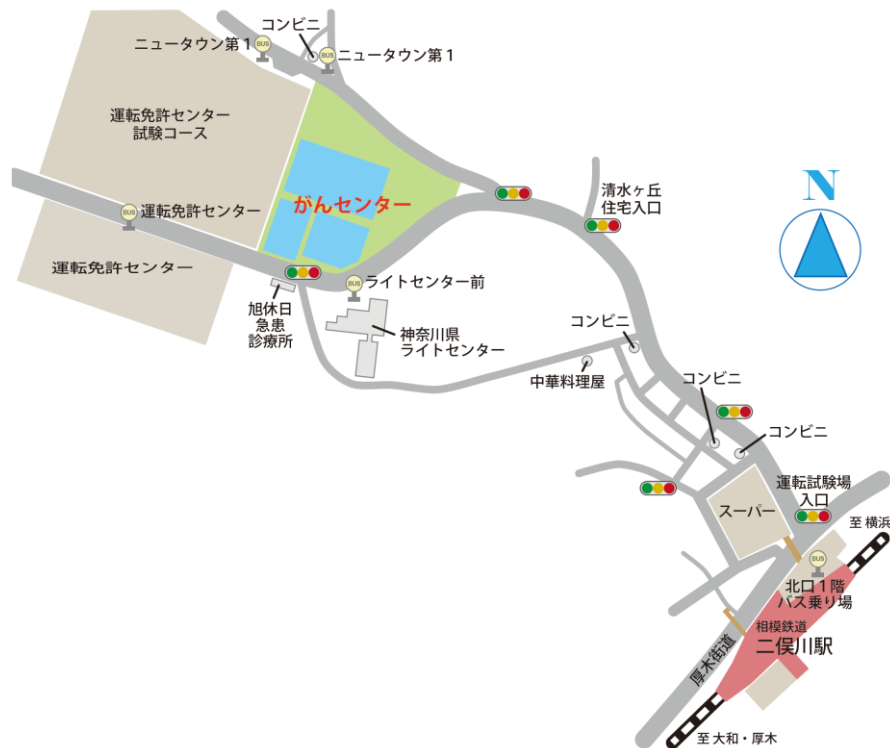 コンビニ
ニュータウン第1
BUS
BUS
ニュータウン第1
運転免許センター
試験コース
N
清水ヶ丘
住宅入口
がんセンター
BUS
運転免許センター
運転免許センター
BUS
ライトセンター前
旭休日
急患
診療所
神奈川県
ライトセンター
コンビニ
中華料理屋
コンビニ
コンビニ
運転試験場
入口
スーパー
至 横浜
BUS
北口1階
バス乗り場
相模鉄道
二俣川駅
厚木街道
至 大和・厚木